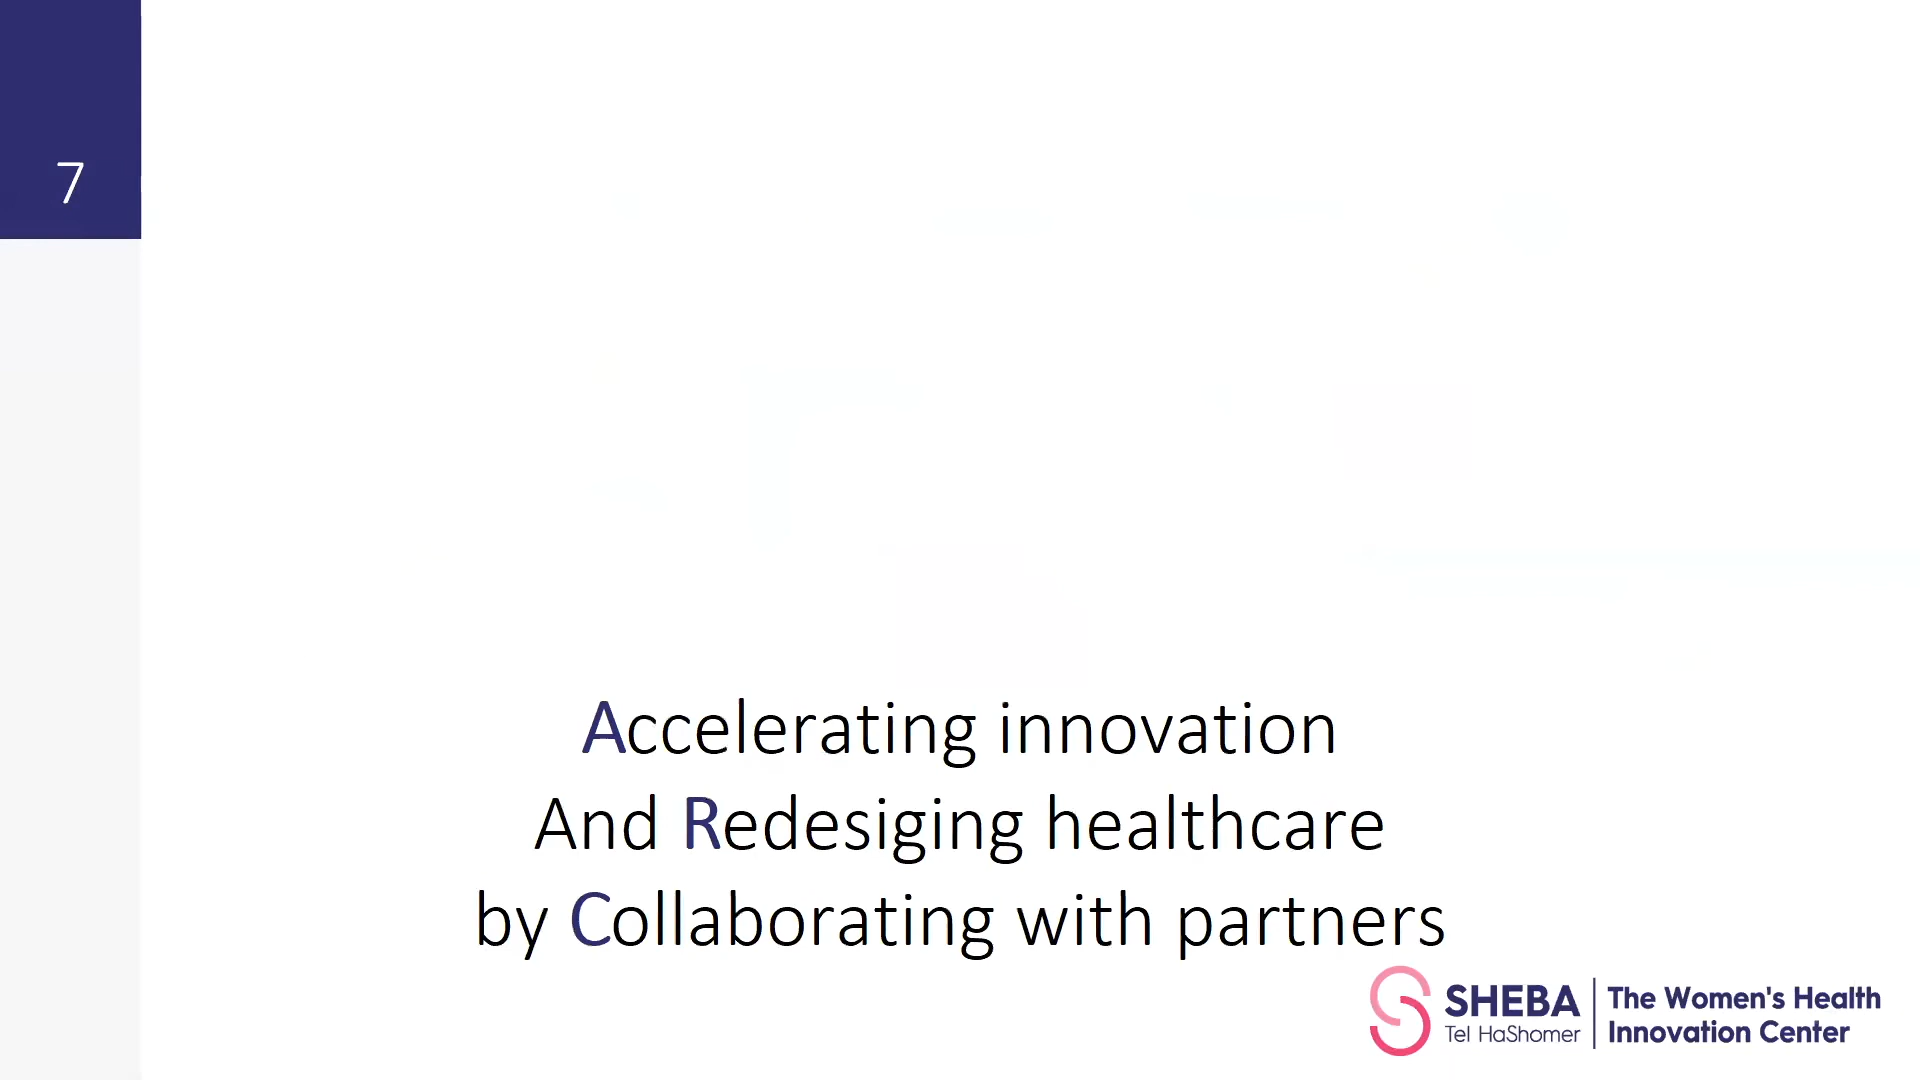 7
Accelerating innovation
And Redesiging healthcare
by Collaborating with partners
SHEBA
Tel HaShomer
The Women's Health
Innovation Center